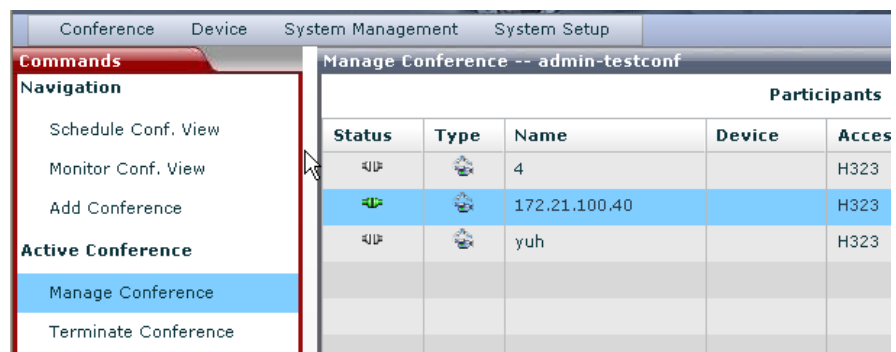 Conference Device System Management System Setup
Commands
Navigation
Schedule Conf. View
Monitor Conf. View
Add Conference
Active Conference
Manage Conference
Terminate Conference
Manage Conference -- admin-testconf
Participants
Status Type Name Device Acces
4 H323
172.21.100.40 H323
yuh H323